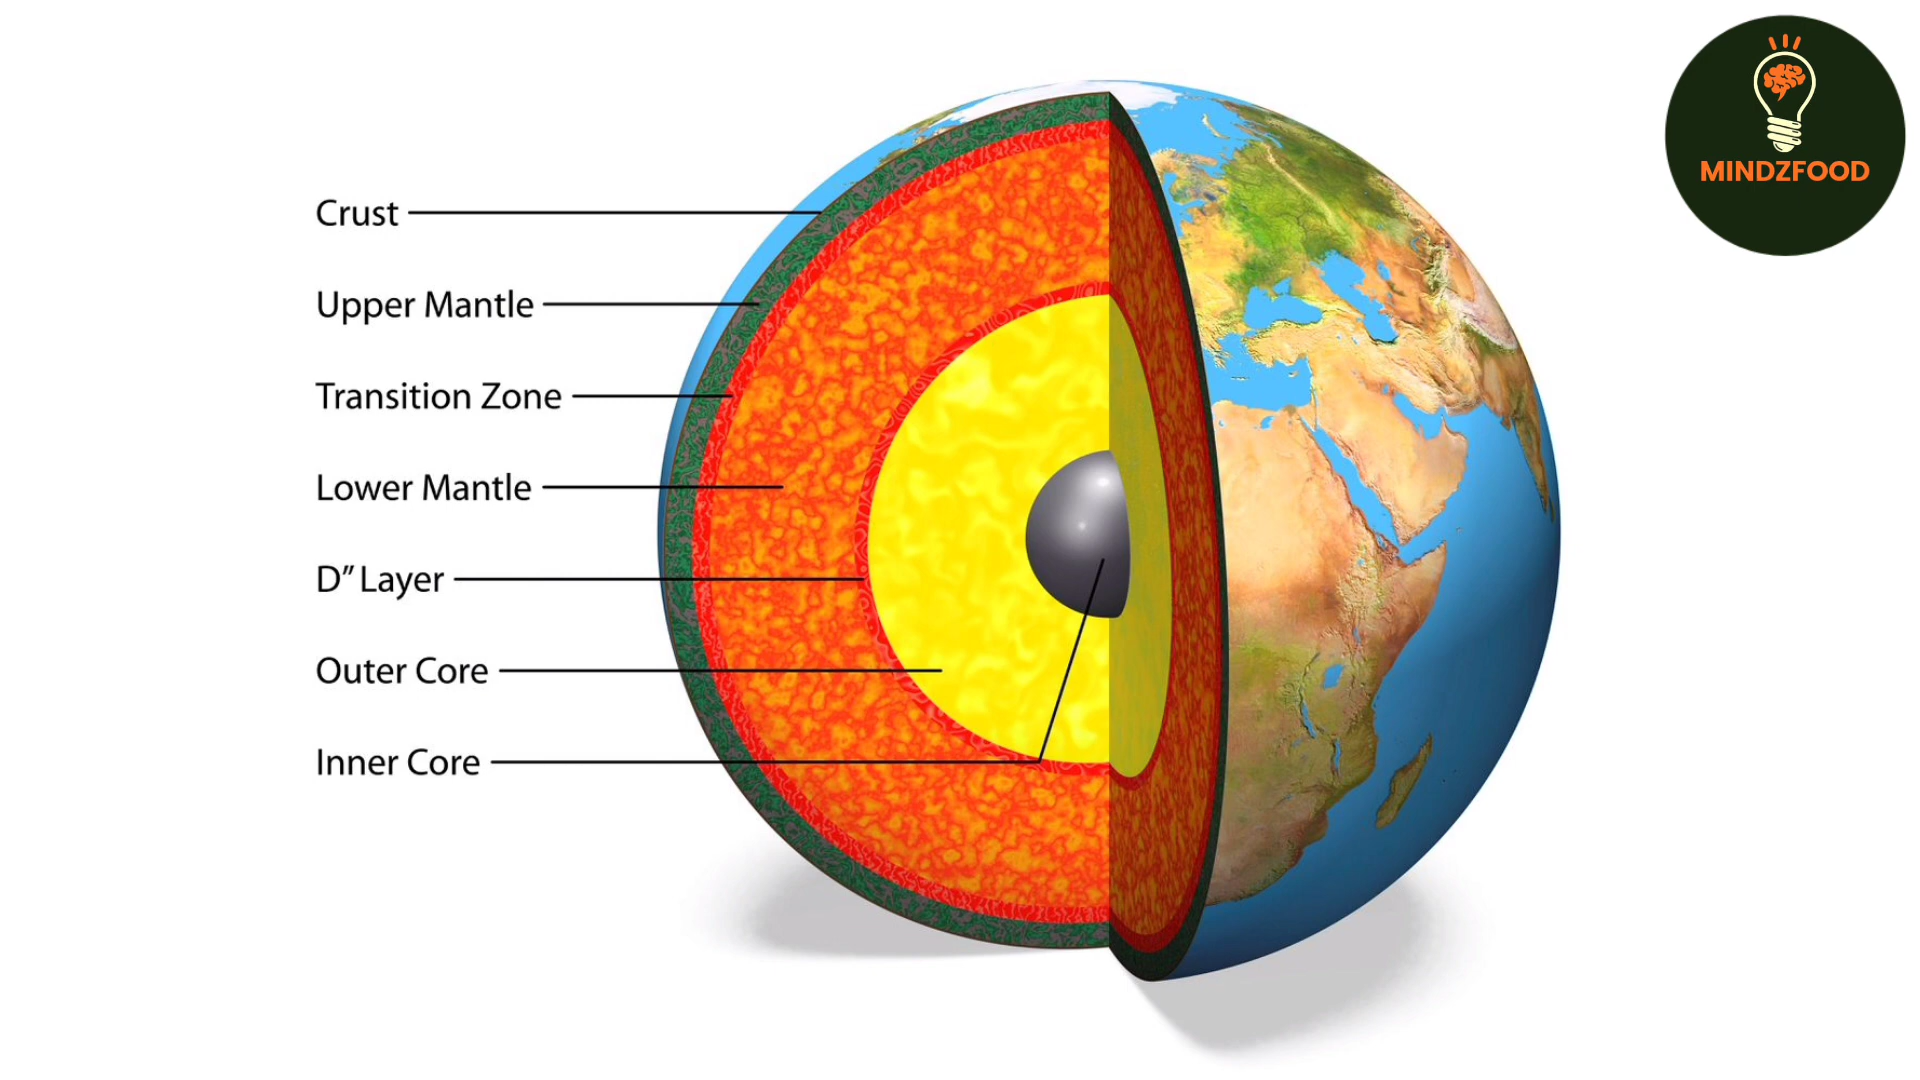 Crust
Upper Mantle
Transition Zone
Lower Mantle
D” Layer
Outer Core
Inner Core
MINDZFOOD